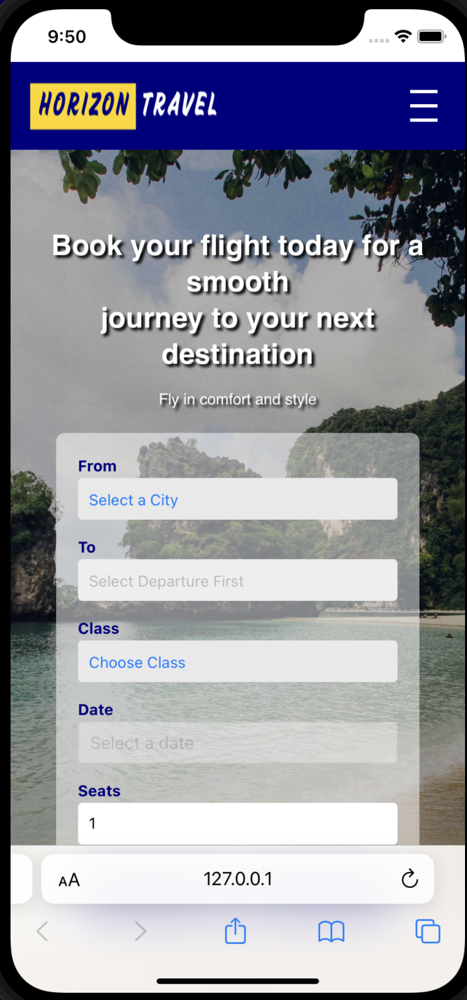 9:50
HORIZON TRAVEL
Book your flight today for a
smooth
journey to your next
destination
Fly in comfort and style
From
Select a City
To
Select Departure First
Class
Choose Class
Date
Select a date
Seats
1
AA 127.0.0.1